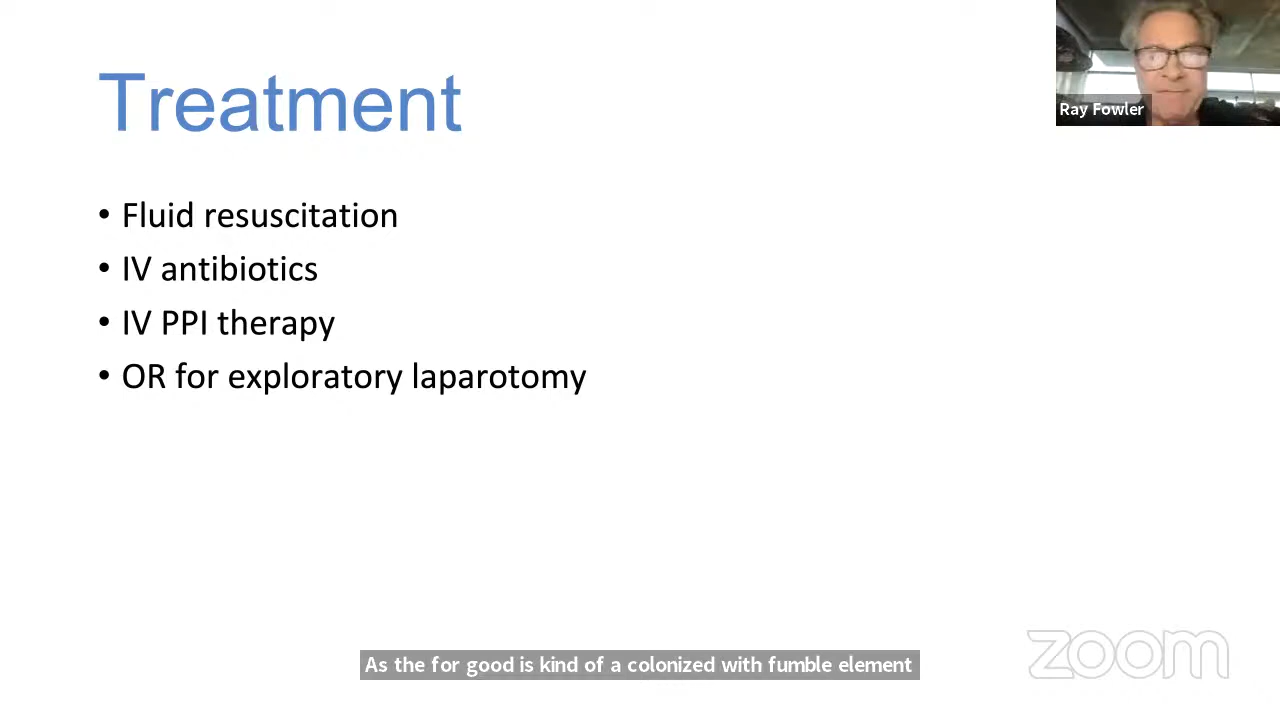 Treatment
Ray Fowler
• Fluid resuscitation
• IV antibiotics
• IV PPI therapy
• OR for exploratory laparotomy
As the for good is kind of a colonized with fumble element
zoom